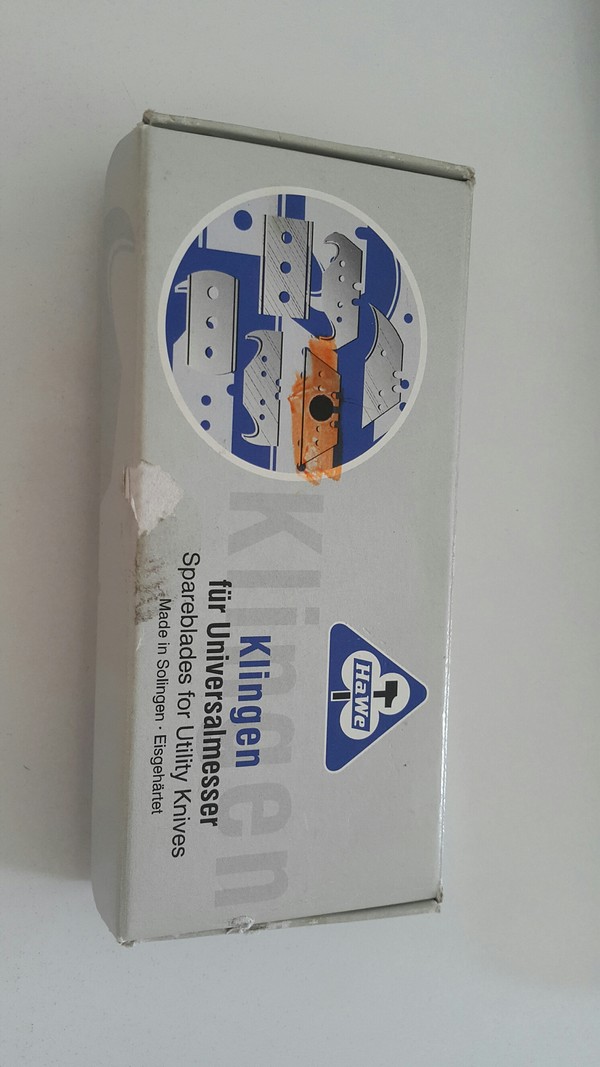 HaWe
Klingen
Klingen
für Universalmesser
Spareblades for Utility Knives
Made in Solingen · Eisgehärtet